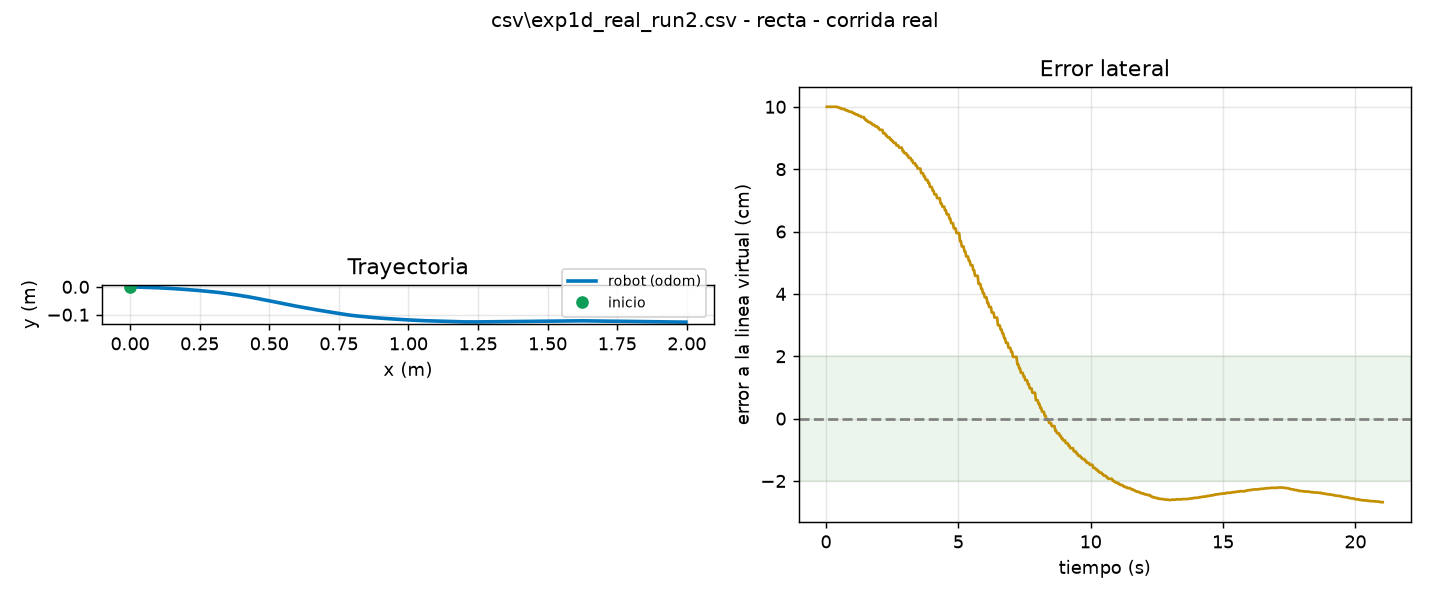 csv\exp1d_real_run2.csv - recta - corrida real
Trayectoria
y (m)
0.0
−0.1
robot (odom)
inicio
0.00 0.25 0.50 0.75 1.00 1.25 1.50 1.75 2.00
x (m)
Error lateral
error a la linea virtual (cm)
10
8
6
4
2
0
−2
0 5 10 15 20
tiempo (s)